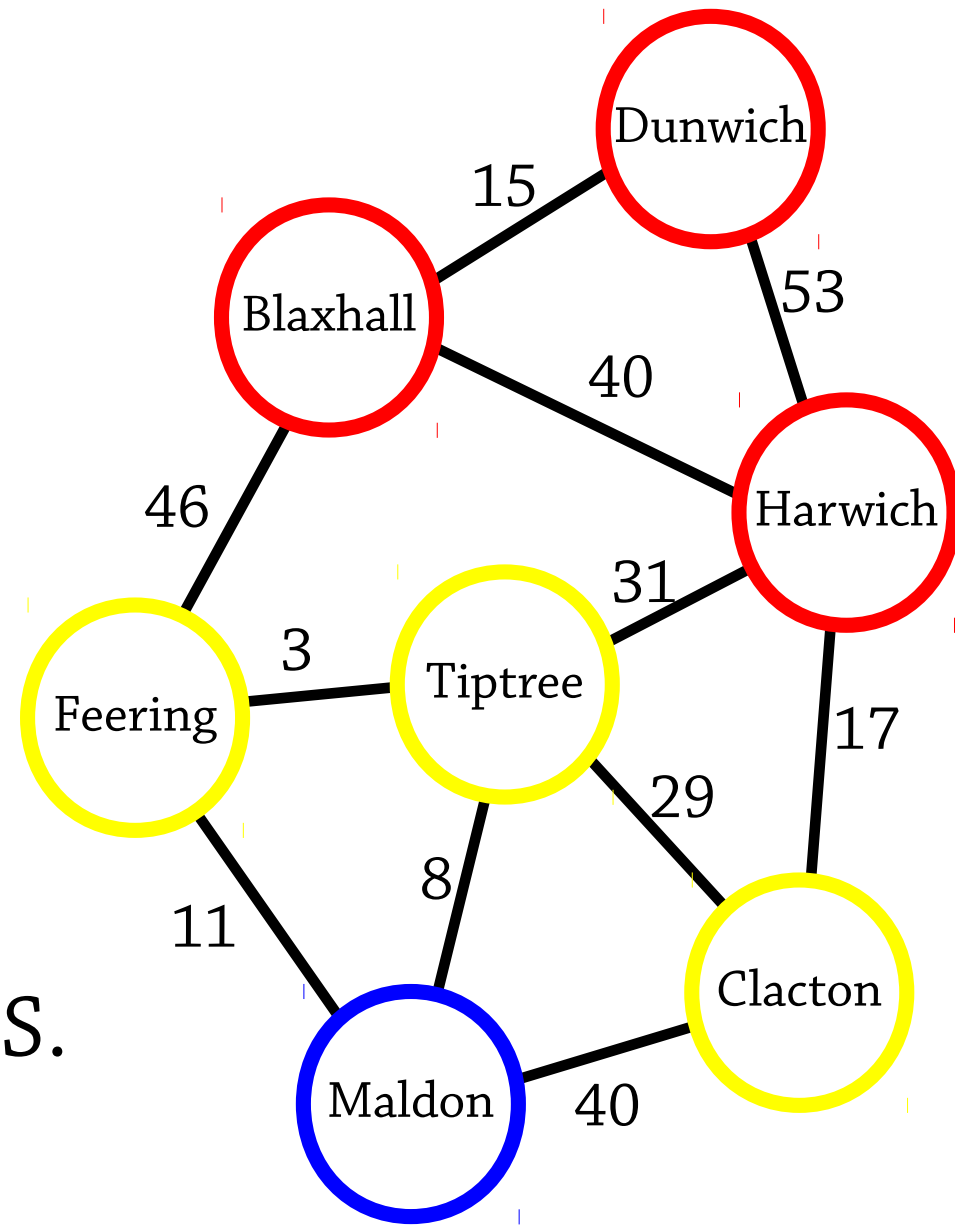 Dunwich
15
53
Blaxhall
40
46
Harwich
31
3
Tiptree
Feering
17
29
8
11
Clacton
S.
Maldon
40